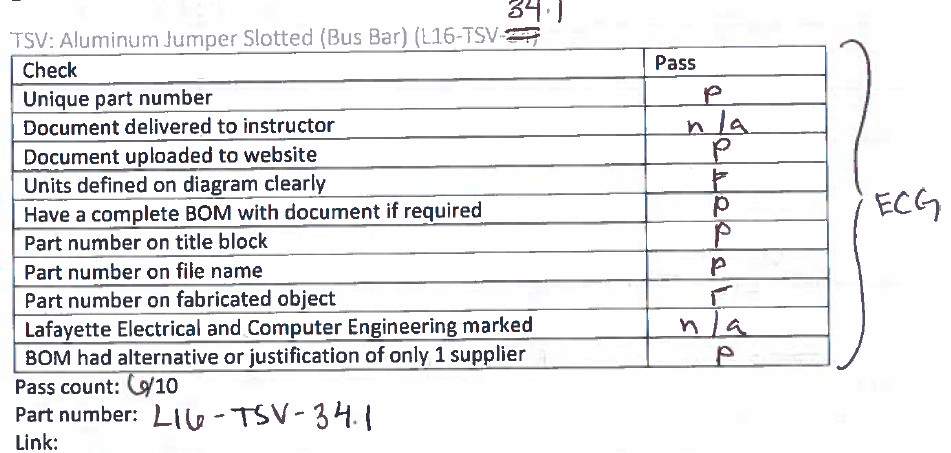 34.1
TSV: Aluminum Jumper Slotted (Bus Bar) (L16-TSV-34)
Check Pass
Unique part number P
Document delivered to instructor n/a
Document uploaded to website P
Units defined on diagram clearly F
Have a complete BOM with document if required P
Part number on title block P
Part number on file name P
Part number on fabricated object F
Lafayette Electrical and Computer Engineering marked n/a
BOM had alternative or justification of only 1 supplier P
ECG
Pass count: 6/10
Part number: L16-TSV-34.1
Link: